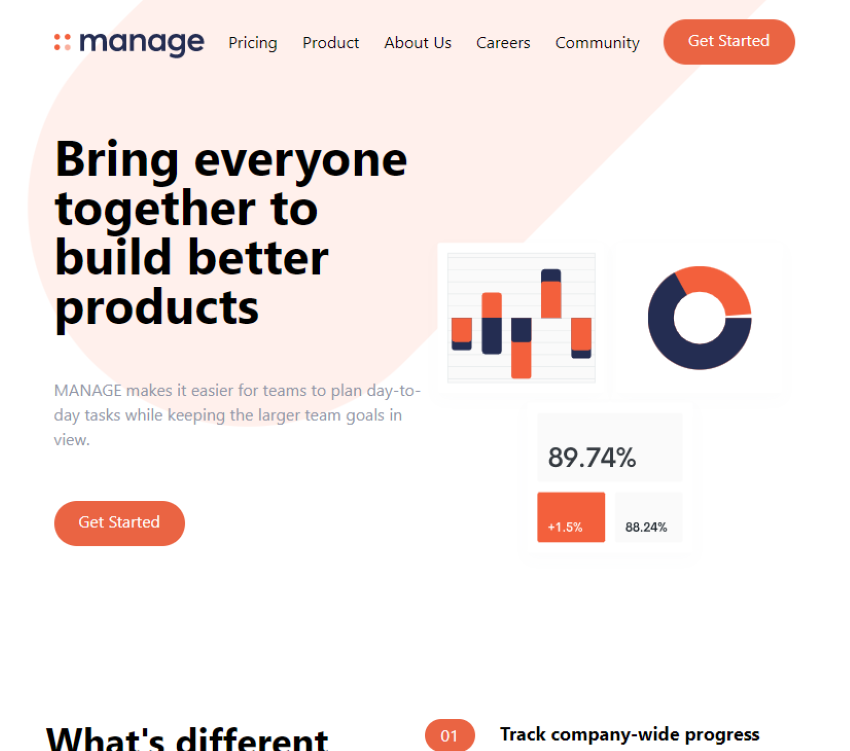 manage Pricing Product About Us Careers Community Get Started
Bring everyone
together to
build better
products
MANAGE makes it easier for teams to plan day-to-
day tasks while keeping the larger team goals in
view.
Get Started
89.74%
+1.5% 88.24%
What's different
01 Track company-wide progress